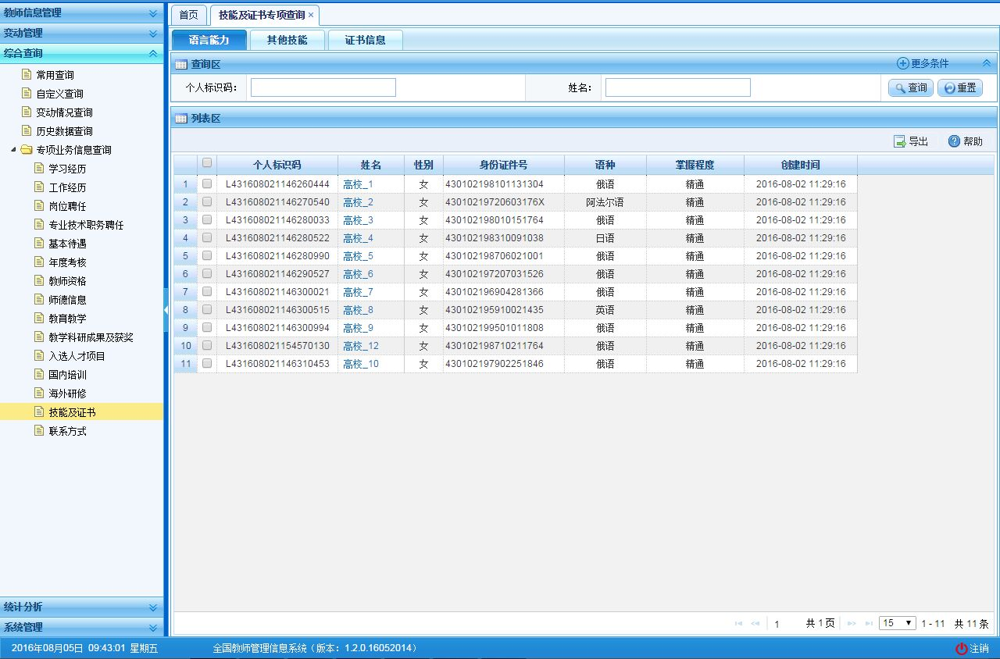 教师信息管理
变动管理
综合查询
常用查询
自定义查询
变动情况查询
历史数据查询
专项业务信息查询
学习经历
工作经历
岗位聘任
专业技术职务聘任
基本待遇
年度考核
教师资格
师德信息
教育教学
教学科研成果及获奖
入选人才项目
国内培训
海外研修
技能及证书
联系方式
统计分析
系统管理
首页 技能及证书专项查询 ×
语言能力 其他技能 证书信息
查询区 更多条件
个人标识码： 姓名： 查询 重置
列表区
导出 帮助
个人标识码 姓名 性别 身份证件号 语种 掌握程度 创建时间
1 L431608021146260444 高校_1 女 430102198101131304 俄语 精通 2016-08-02 11:29:16
2 L431608021146270540 高校_2 女 43010219720603176X 阿法尔语 精通 2016-08-02 11:29:16
3 L431608021146280033 高校_3 女 430102198010151764 俄语 精通 2016-08-02 11:29:16
4 L431608021146280522 高校_4 女 430102198310091038 日语 精通 2016-08-02 11:29:16
5 L431608021146280990 高校_5 女 430102198706021001 俄语 精通 2016-08-02 11:29:16
6 L431608021146290527 高校_6 女 430102197207031526 俄语 精通 2016-08-02 11:29:16
7 L431608021146300021 高校_7 女 430102196904281366 俄语 精通 2016-08-02 11:29:16
8 L431608021146300515 高校_8 女 430102195910021435 英语 精通 2016-08-02 11:29:16
9 L431608021146300994 高校_9 女 430102199501011808 俄语 精通 2016-08-02 11:29:16
10 L431608021154570130 高校_12 女 430102198710211764 俄语 精通 2016-08-02 11:29:16
11 L431608021146310453 高校_10 女 430102197902251846 俄语 精通 2016-08-02 11:29:16
1 共 1 页 15 1 - 11 共 11 条
2016年08月05日 09:43:01 星期五 全国教师管理信息系统（版本：1.2.0.16052014） 注销